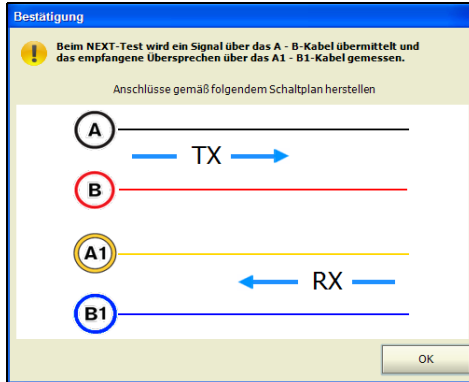 Bestätigung
Beim NEXT-Test wird ein Signal über das A - B-Kabel übermittelt und
das empfangene Übersprechen über das A1 - B1-Kabel gemessen.
Anschlüsse gemäß folgendem Schaltplan herstellen
A
TX
B
A1
RX
B1
OK